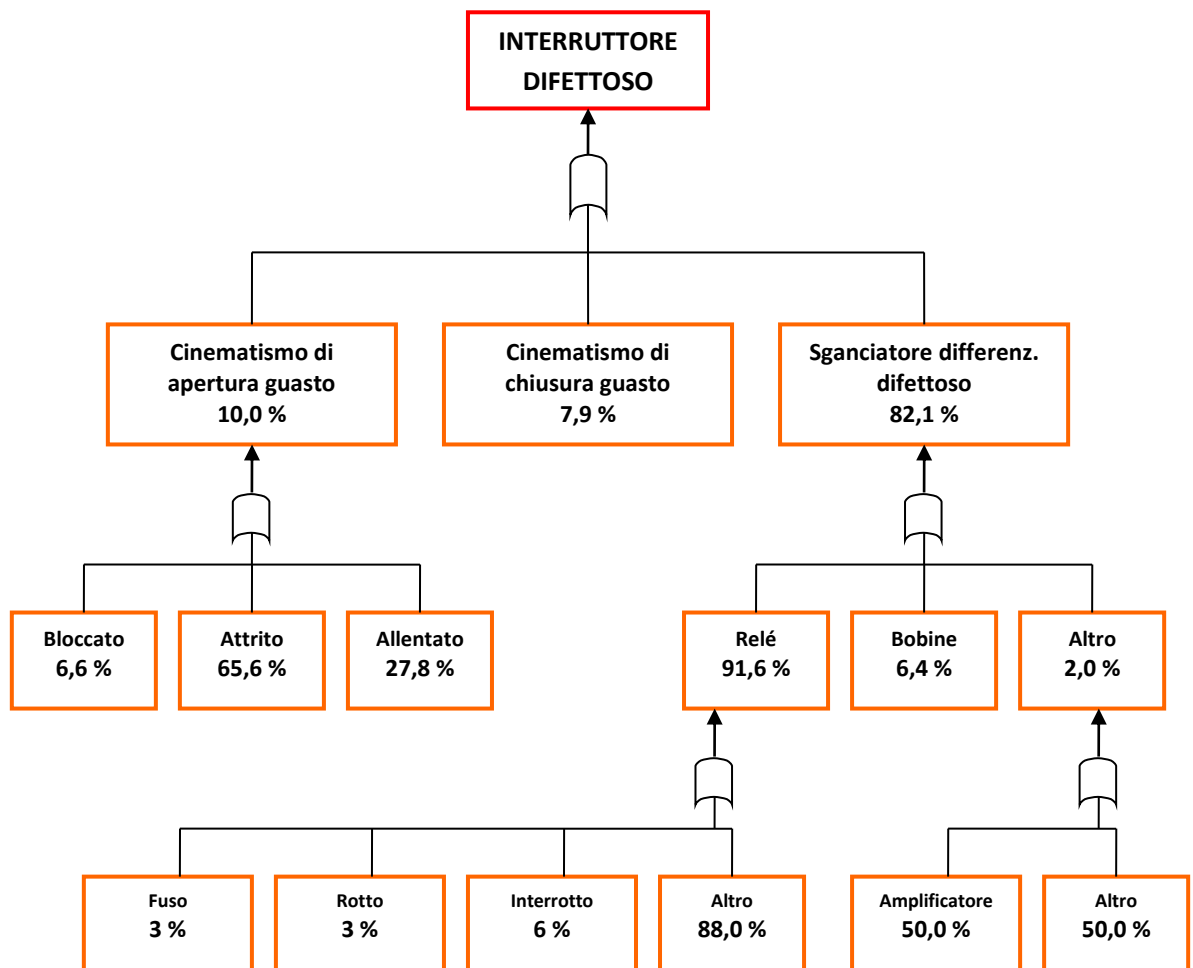 INTERRUTTORE
DIFETTOSO
Cinematismo di
apertura guasto
10,0 %
Cinematismo di
chiusura guasto
7,9 %
Sganciatore differenz.
difettoso
82,1 %
Bloccato
6,6 %
Attrito
65,6 %
Allentato
27,8 %
Relé
91,6 %
Bobine
6,4 %
Altro
2,0 %
Fuso
3 %
Rotto
3 %
Interrotto
6 %
Altro
88,0 %
Amplificatore
50,0 %
Altro
50,0 %